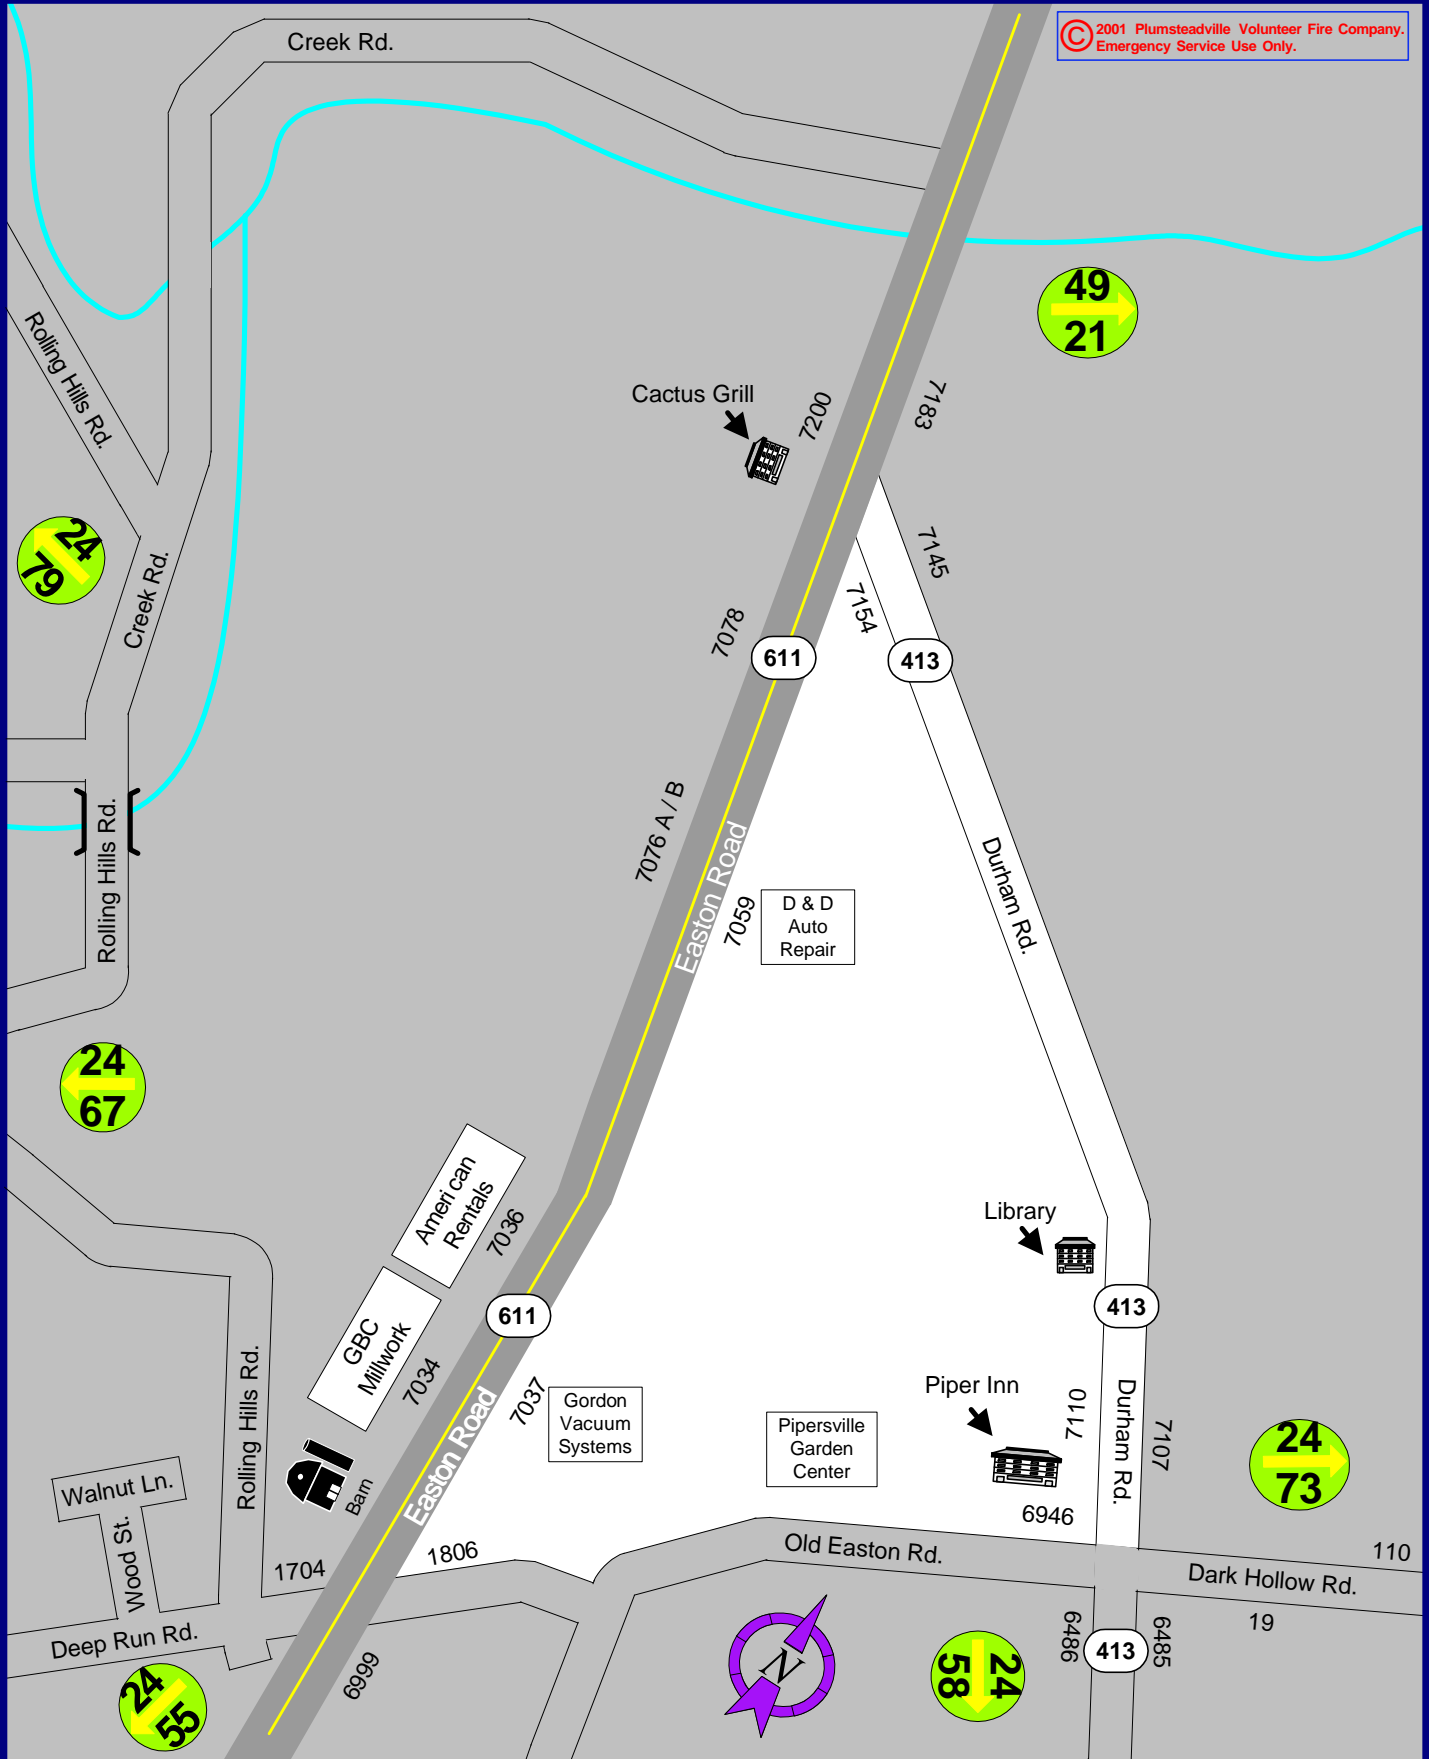 Creek Rd.
© 2001 Plumsteadville Volunteer Fire Company.
Emergency Service Use Only.
49
21
Rolling Hills Rd.
Cactus Grill
7200
7183
24
79
Creek Rd.
7145
7154
7078
611
413
7076 A / B
Easton Road
7059
D & D
Auto
Repair
Durham Rd.
Rolling Hills Rd.
24
67
American
Rentals
7036
Library
GBC
Millwork
7034
611
413
Rolling Hills Rd.
Easton Road
7037
Gordon
Vacuum
Systems
Pipersville
Garden
Center
Piper Inn
7110
Durham Rd.
7107
24
73
Walnut Ln.
Wood St.
Barn
6946
1704
1806
Old Easton Rd.
110
Dark Hollow Rd.
19
Deep Run Rd.
24
55
6999
N
24
58
6486
413
6485